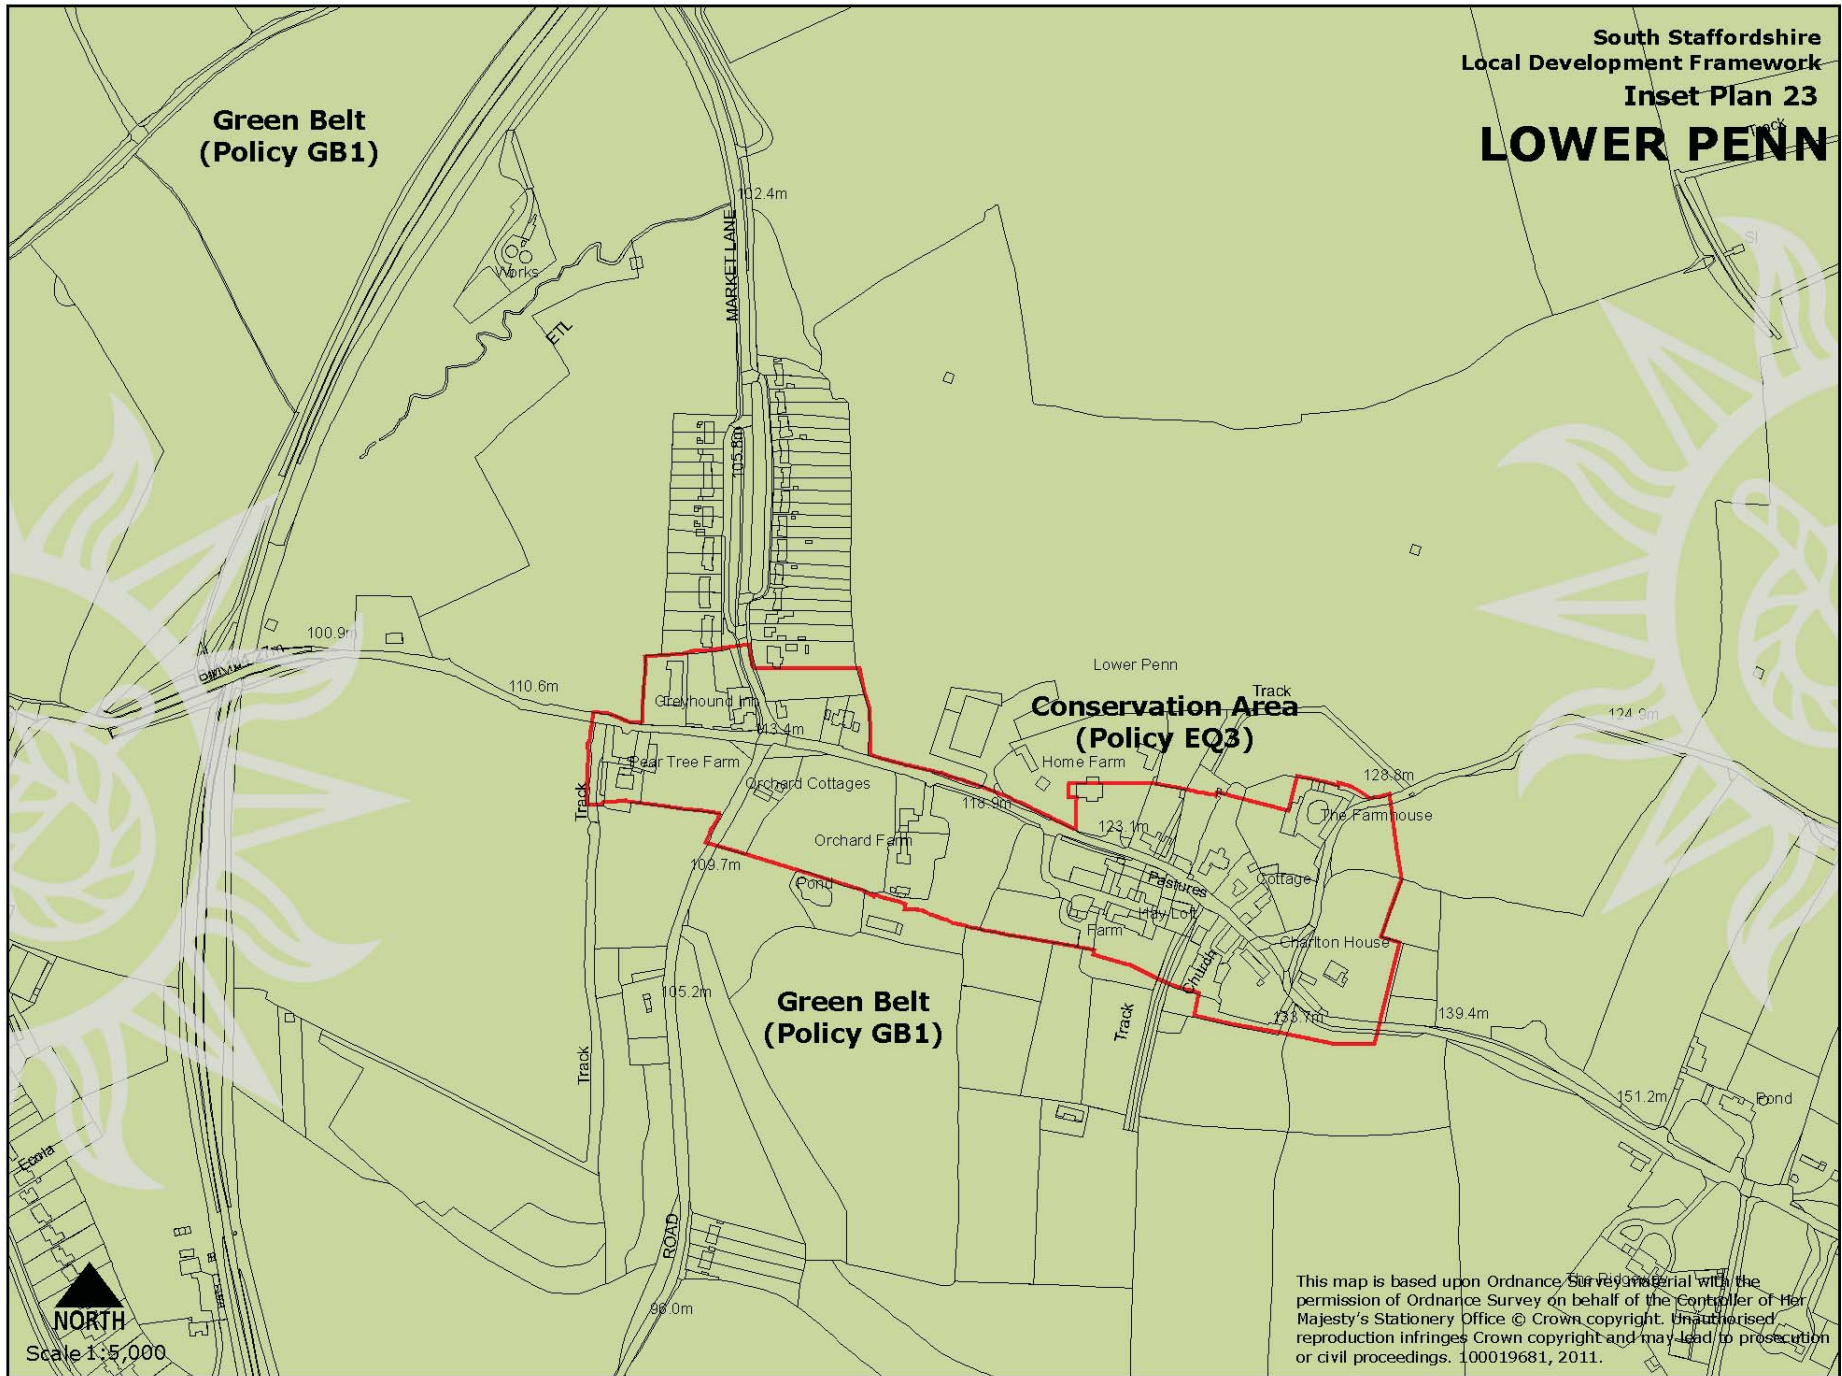 South Staffordshire
Local Development Framework
Inset Plan 23
LOWER PENN
Track
Green Belt
(Policy GB1)
102.4m
MARKET LANE
Sl
Works
ETL
105.8m
100.9m
110.6m
Lower Penn
Greyhound Inn
Conservation Area
(Policy EQ3)
Track
124.9m
113.4m
Pear Tree Farm
Home Farm
Orchard Cottages
128.8m
Track
118.9m
The Farmhouse
123.1m
Orchard Farm
109.7m
Pond
Pastures
Cottage
Hay Loft
Farm
Charlton House
Church
105.2m
Green Belt
(Policy GB1)
Track
133.7m
139.4m
Track
151.2m
Pond
ROAD
The Ridgeway
96.0m
NORTH
Scale 1:5,000
This map is based upon Ordnance Survey material with the
permission of Ordnance Survey on behalf of the Controller of Her
Majesty's Stationery Office © Crown copyright. Unauthorised
reproduction infringes Crown copyright and may lead to prosecution
or civil proceedings. 100019681, 2011.